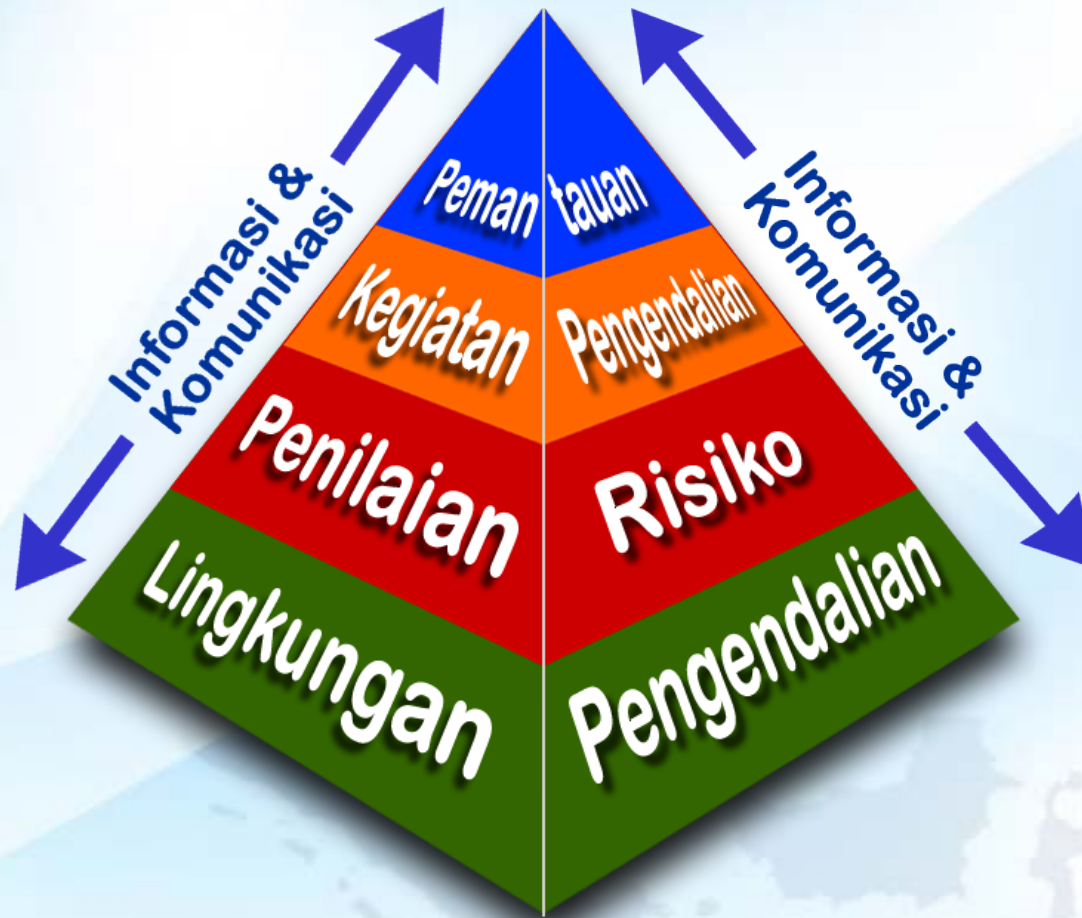 Informasi &
Komunikasi
Informasi &
Komunikasi
Peman tauan
Kegiatan Pengendalian
Penilaian Risiko
Lingkungan Pengendalian